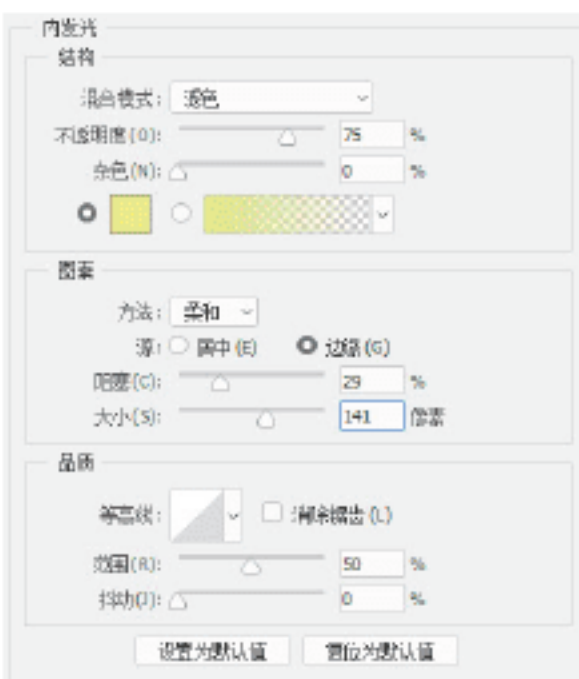 内发光
结构
混合模式: 滤色
不透明度(O): 75 %
杂色(N): 0 %
图素
方法: 柔和
源: 居中(E) 边缘(G)
阻塞(C): 29 %
大小(S): 141 像素
品质
等高线: 消除锯齿(L)
范围(R): 50 %
抖动(J): 0 %
设置为默认值 复位为默认值